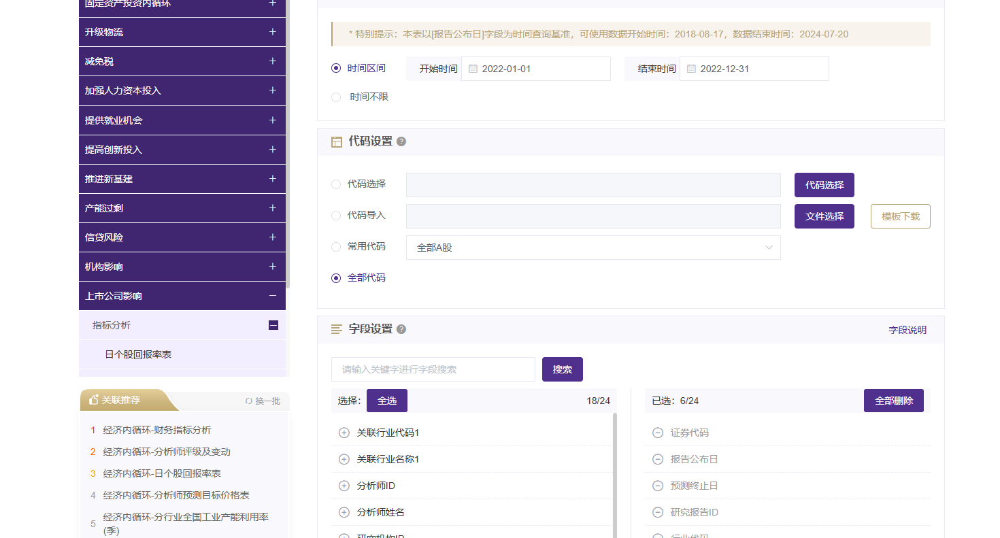 固定资产投资内循环
升级物流
减免税
加强人力资本投入
提供就业机会
提高创新投入
推进新基建
产能过剩
信贷风险
机构影响
上市公司影响
指标分析
日个股回报率表
关联推荐
换一批
1 经济内循环-财务指标分析
2 经济内循环-分析师评级及变动
3 经济内循环-日个股回报率表
4 经济内循环-分析师预测目标价格表
5 经济内循环-分行业全国工业产能利用率
(季)
* 特别提示：本表以[报告公布日]字段为时间查询基准，可使用数据开始时间：2018-08-17，数据结束时间：2024-07-20
时间区间 开始时间 2022-01-01 结束时间 2022-12-31
时间不限
代码设置 ?
代码选择 代码选择
代码导入 文件选择 模板下载
常用代码 全部A股
全部代码
字段设置 ? 字段说明
请输入关键字进行字段搜索 搜索
选择： 全选 18/24
关联行业代码1
关联行业名称1
分析师ID
分析师姓名
研究机构ID
已选：6/24 全部删除
证券代码
报告公布日
预测终止日
研究报告ID
行业代码